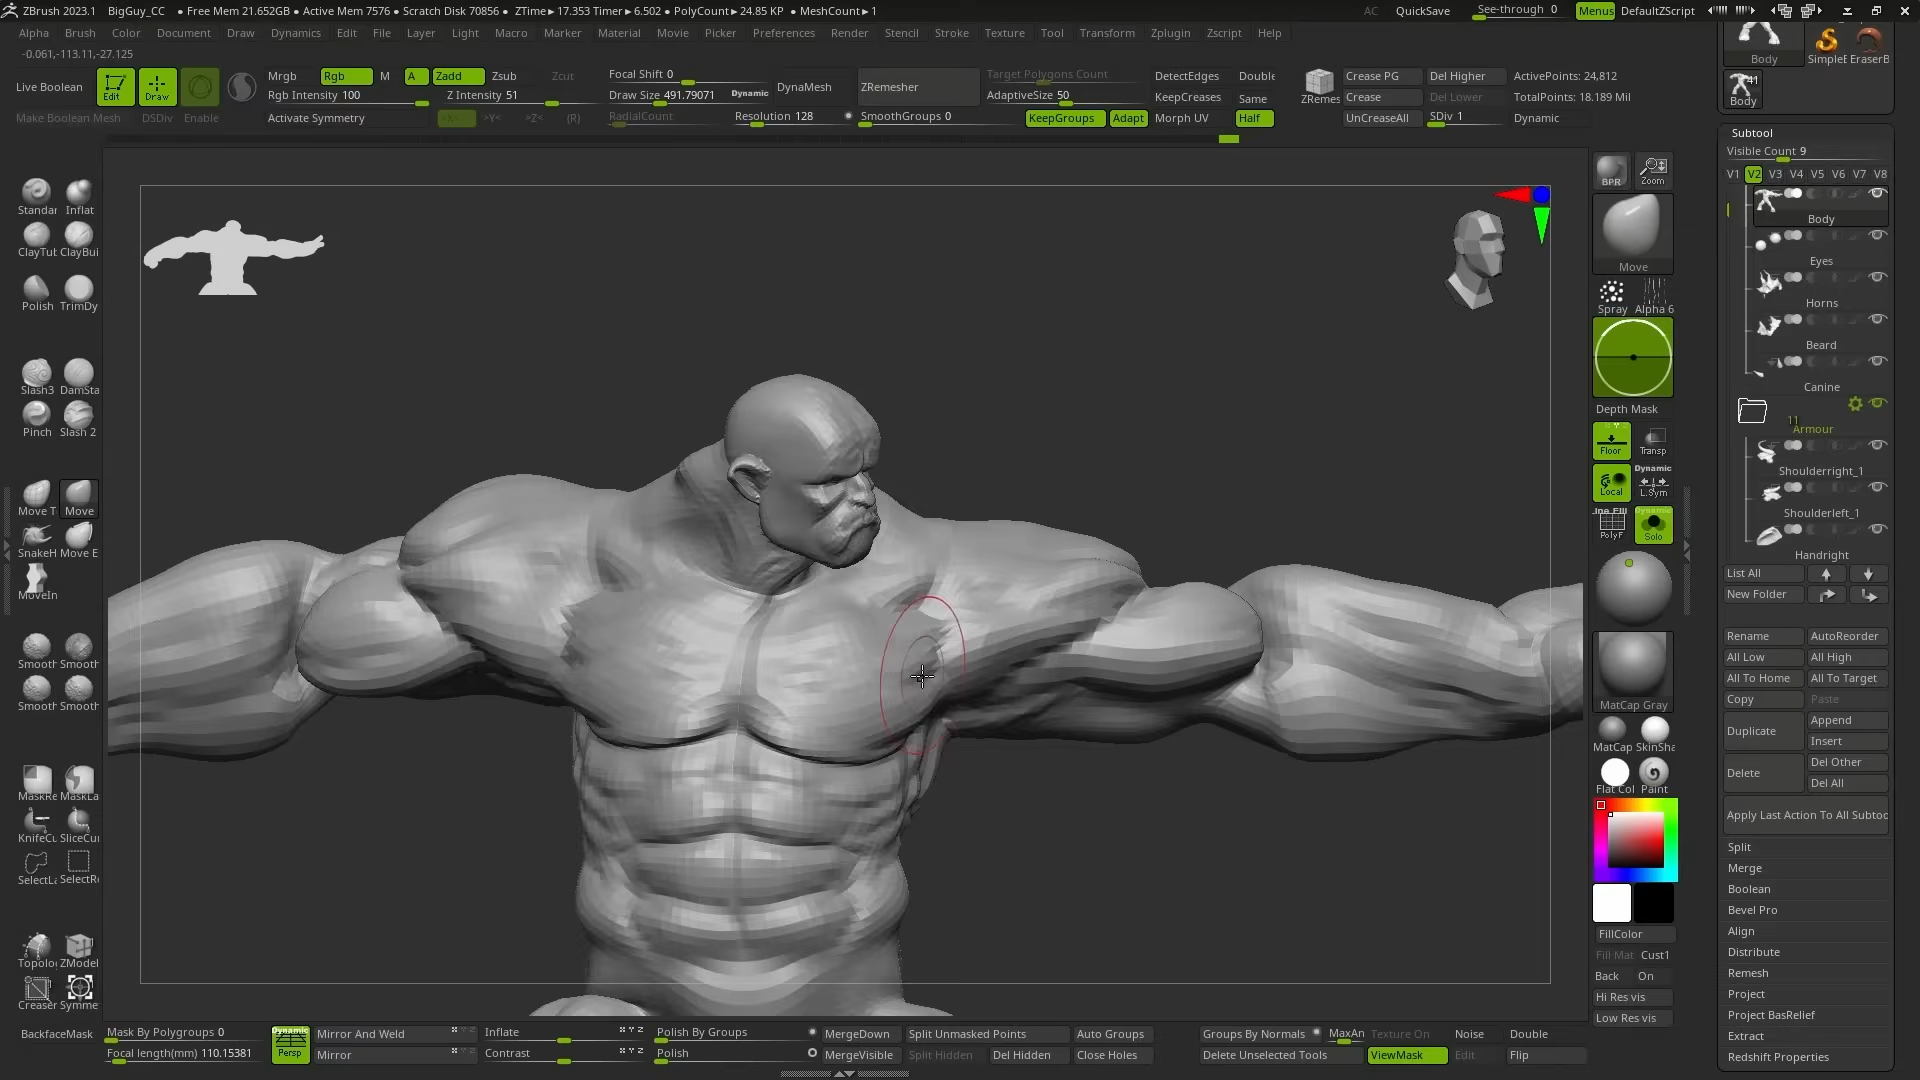 ZBrush 2023.1 BigGuy_CC • Free Mem 21.652GB • Active Mem 7576 • Scratch Disk 70856 • ZTime▸17.353 Timer▸6.502 • PolyCount▸24.85 KP • MeshCount▸1 AC QuickSave See-through 0 Menus DefaultZScript
Alpha Brush Color Document Draw Dynamics Edit File Layer Light Macro Marker Material Movie Picker Preferences Render Stencil Stroke Texture Tool Transform Zplugin Zscript Help
-0.061,-113.11,-27.125
Live Boolean
Make Boolean Mesh
Edit
Draw
DSDiv
Enable
Mrgb Rgb M A Zadd Zsub Zcut
Rgb Intensity 100 Z Intensity 51
Activate Symmetry >X< >Y< >Z< (R)
Focal Shift 0
Draw Size 491.79071 Dynamic
RadialCount
DynaMesh
Resolution 128
ZRemesher
SmoothGroups 0
Target Polygons Count
AdaptiveSize 50
KeepGroups Adapt
DetectEdges Double
KeepCreases Same
Morph UV Half
ZRemes
Crease PG Del Higher
Crease Del Lower
UnCreaseAll SDiv 1
ActivePoints: 24,812
TotalPoints: 18.189 Mil
Dynamic
Body SimpleE EraserB
41
Body
Standar Inflat
ClayTut ClayBui
Polish TrimDy
Slash3 DamSta
Pinch Slash 2
Move T Move
SnakeH Move E
MoveIn
Smooth Smooth
Smooth Smooth
MaskRe MaskLa
KnifeCu SliceCur
SelectLa SelectRe
Topolog ZModel
Creaser Symme
BackfaceMask
BPR Zoom
Move
Spray Alpha 6
Depth Mask
Floor Transp
Dynamic
Local L.Sym
Line Fill Dynamic
PolyF Solo
MatCap Gray
MatCap SkinSha
Flat Col Paint
FillColor
Fill Mat Cust1
Back On
Hi Res vis
Low Res vis
Subtool
Visible Count 9
V1 V2 V3 V4 V5 V6 V7 V8
Body
Eyes
Horns
Beard
Canine
11
Armour
Shoulderright_1
Shoulderleft_1
Handright
List All
New Folder
Rename AutoReorder
All Low All High
All To Home All To Target
Copy Paste
Duplicate Append
Insert
Delete Del Other
Del All
Apply Last Action To All Subtoo
Split
Merge
Boolean
Bevel Pro
Align
Distribute
Remesh
Project
Project BasRelief
Extract
Redshift Properties
Mask By Polygroups 0
Focal length(mm) 110.15381
Dynamic
Persp
Mirror And Weld
Mirror
Inflate
Contrast
Polish By Groups
Polish
MergeDown Split Unmasked Points Auto Groups
MergeVisible Split Hidden Del Hidden Close Holes
Groups By Normals MaxAn Texture On Noise Double
Delete Unselected Tools ViewMask Edit Flip